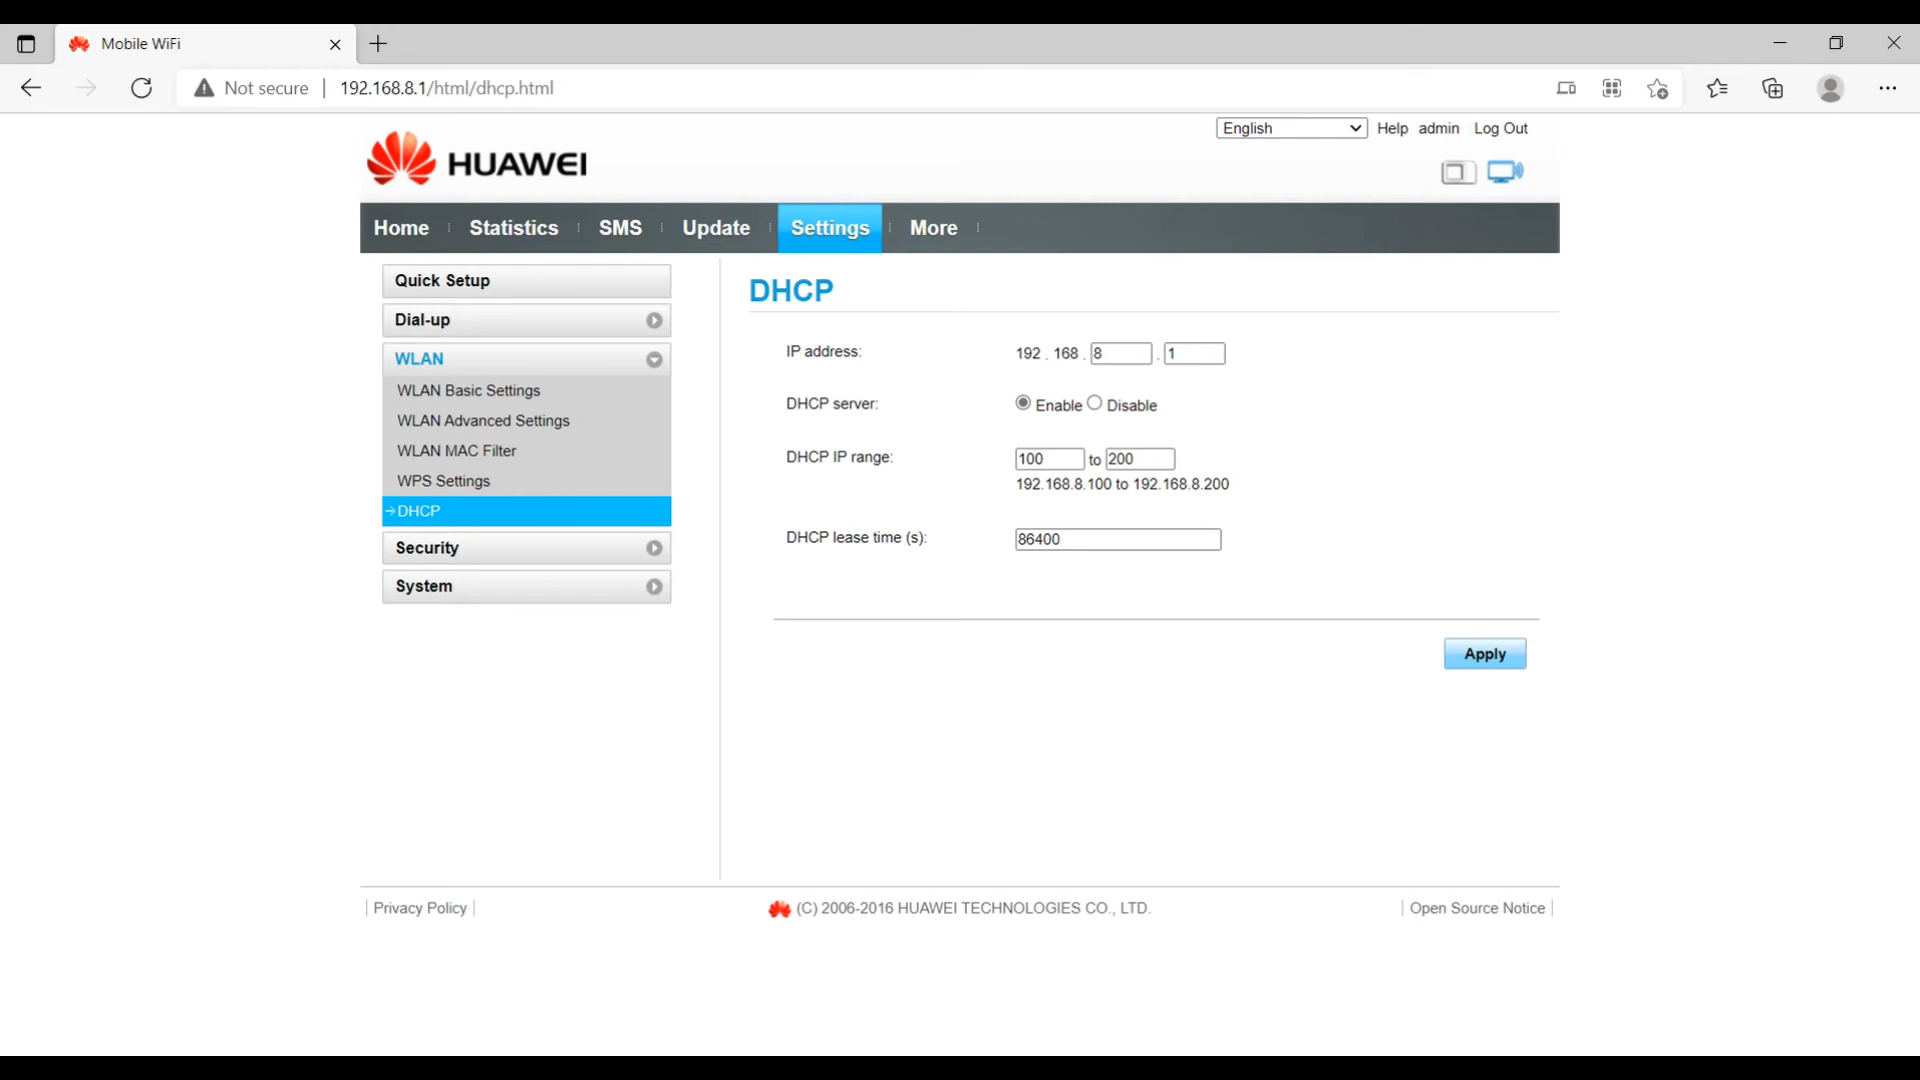 Mobile WiFi
Not secure | 192.168.8.1/html/dhcp.html
English Help admin Log Out
HUAWEI
Home Statistics SMS Update Settings More
Quick Setup
Dial-up
WLAN
WLAN Basic Settings
WLAN Advanced Settings
WLAN MAC Filter
WPS Settings
DHCP
Security
System
DHCP
IP address: 192 . 168 . 8 . 1
DHCP server: Enable Disable
DHCP IP range: 100 to 200
192.168.8.100 to 192.168.8.200
DHCP lease time (s): 86400
Apply
Privacy Policy
(C) 2006-2016 HUAWEI TECHNOLOGIES CO., LTD.
Open Source Notice